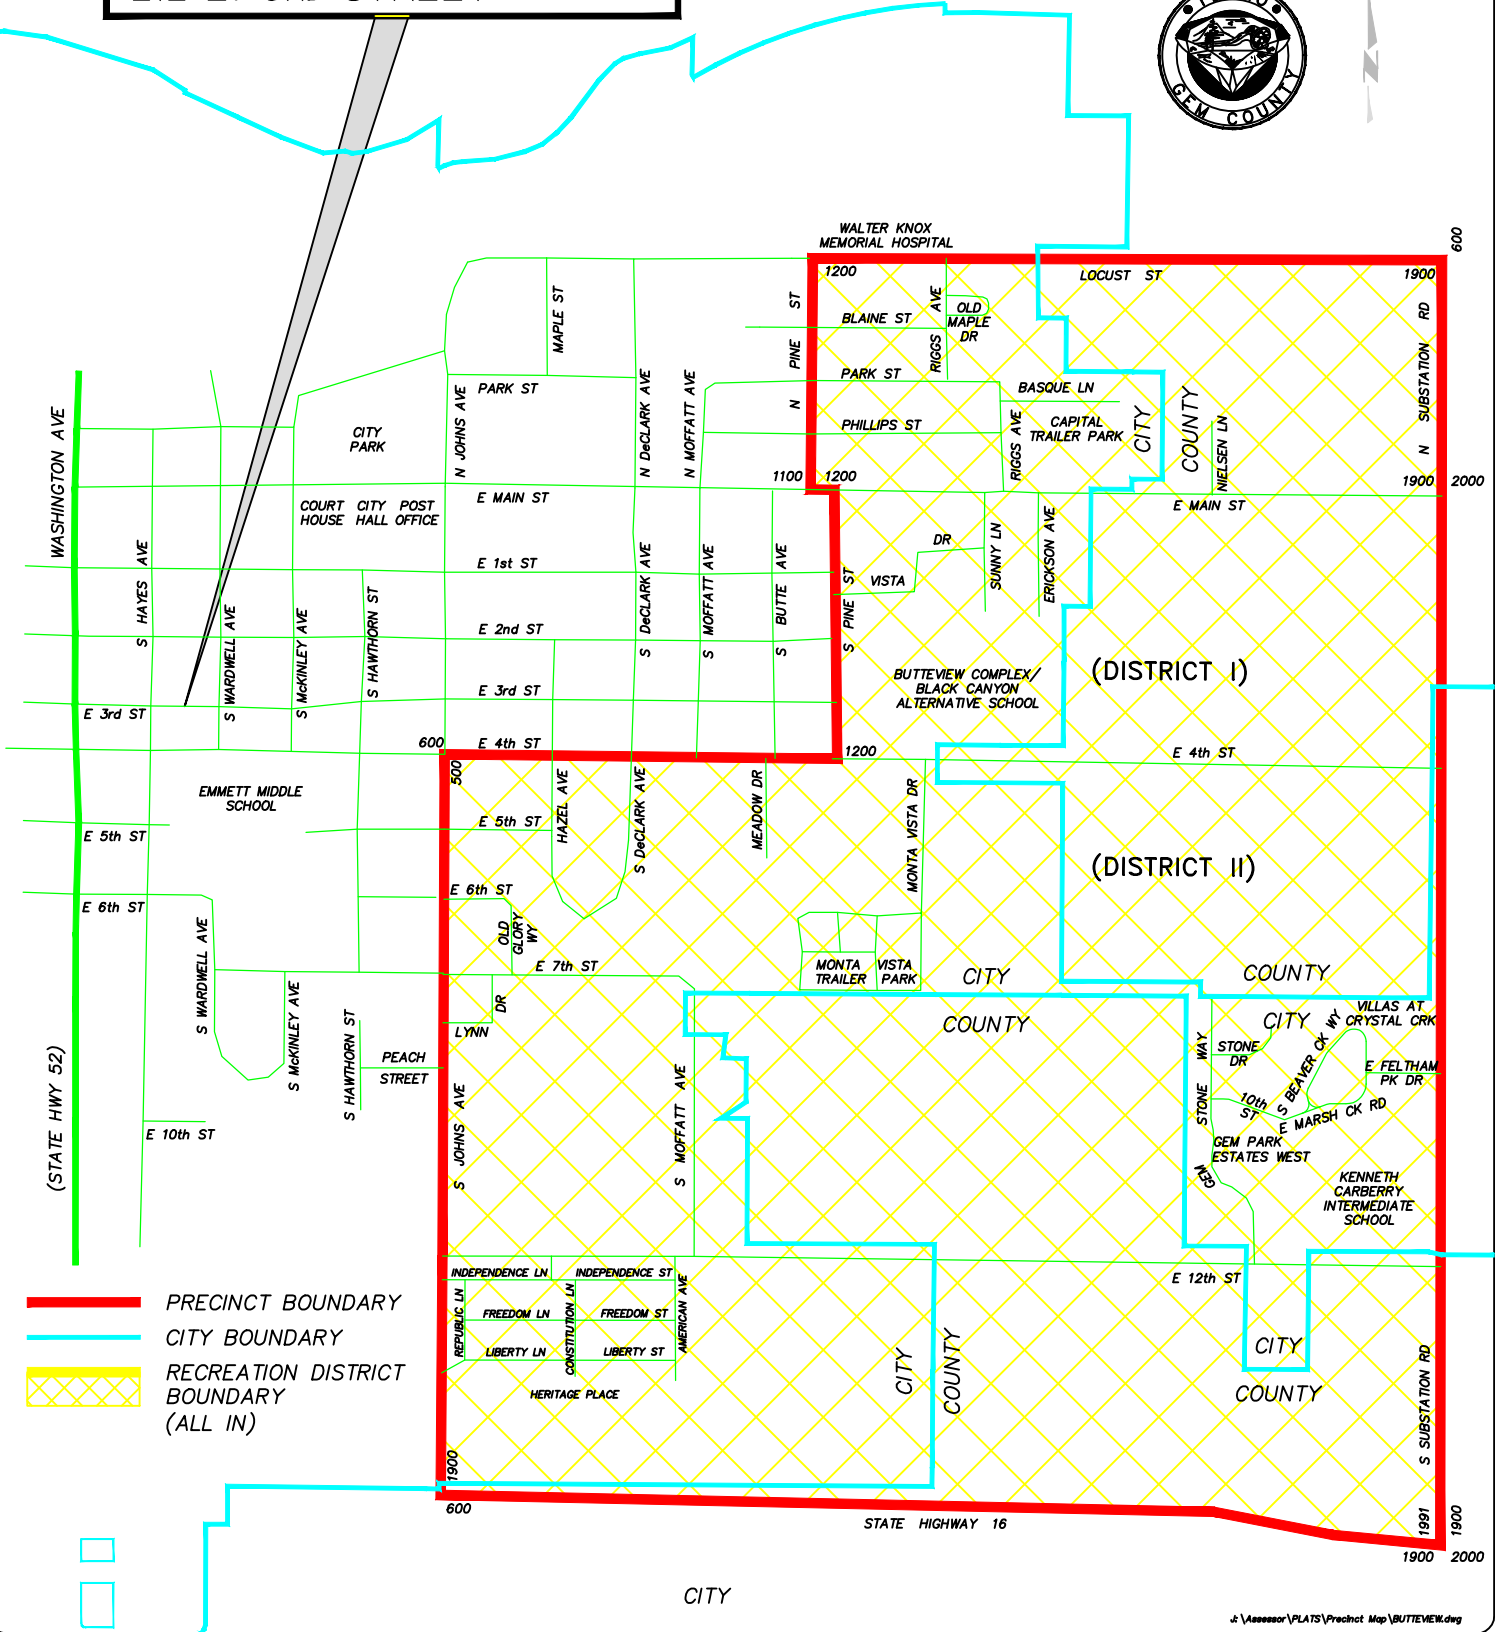 GEM COUNTY
N
WALTER KNOX
MEMORIAL HOSPITAL
600
1200
LOCUST ST
1900
N PINE ST
BLAINE ST
RIGGS AVE
OLD
MAPLE
DR
N SUBSTATION RD
MAPLE ST
PARK ST
N JOHNS AVE
N DeCLARK AVE
N MOFFATT AVE
PARK ST
BASQUE LN
CITY
PARK
PHILLIPS ST
RIGGS AVE
CAPITAL
TRAILER PARK
CITY
COUNTY
NIELSEN LN
WASHINGTON AVE
1100
1200
1900
2000
COURT CITY POST
HOUSE HALL OFFICE
E MAIN ST
E MAIN ST
S HAYES AVE
E 1st ST
S DeCLARK AVE
S MOFFATT AVE
S BUTTE AVE
S PINE ST
VISTA DR
SUNNY LN
ERICKSON AVE
S WARDWELL AVE
S McKINLEY AVE
S HAWTHORN ST
E 2nd ST
BUTTEVIEW COMPLEX/
BLACK CANYON
ALTERNATIVE SCHOOL
(DISTRICT I)
E 3rd ST
E 3rd ST
600
E 4th ST
1200
E 4th ST
500
EMMETT MIDDLE
SCHOOL
HAZEL AVE
S DeCLARK AVE
MEADOW DR
MONTA VISTA DR
E 5th ST
E 5th ST
(DISTRICT II)
E 6th ST
E 6th ST
OLD
GLORY
WY
S WARDWELL AVE
E 7th ST
MONTA VISTA
TRAILER PARK
CITY
COUNTY
S McKINLEY AVE
S HAWTHORN ST
LYNN DR
COUNTY
CITY
VILLAS AT
CRYSTAL CRK
PEACH
STREET
STONE
DR
GEM STONE WAY
S BEAVER CK WY
E FELTHAM
PK DR
10th
ST
E MARSH CK RD
(STATE HWY 52)
E 10th ST
S JOHNS AVE
S MOFFATT AVE
GEM PARK
ESTATES WEST
KENNETH
CARBERRY
INTERMEDIATE
SCHOOL
INDEPENDENCE LN
INDEPENDENCE ST
E 12th ST
REPUBLIC LN
FREEDOM LN
CONSTITUTION LN
FREEDOM ST
AMERICAN AVE
LIBERTY LN
LIBERTY ST
HERITAGE PLACE
CITY
COUNTY
CITY
COUNTY
S SUBSTATION RD
PRECINCT BOUNDARY
CITY BOUNDARY
RECREATION DISTRICT
BOUNDARY
(ALL IN)
1900
600
STATE HIGHWAY 16
1991
1900
1900
2000
CITY
J:\Assessor\PLATS\Precinct Map\BUTTEVIEW.dwg